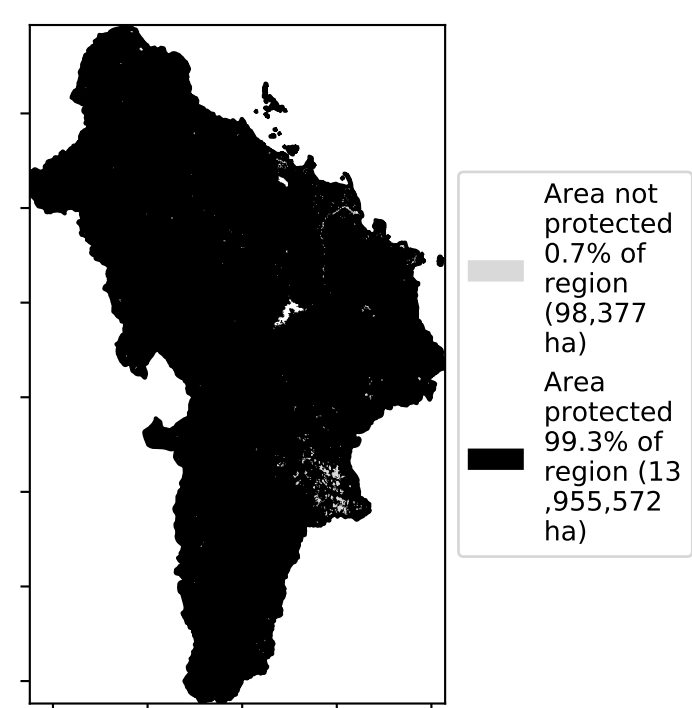 Area not
protected
0.7% of
region
(98,377
ha)
Area
protected
99.3% of
region (13
,955,572
ha)